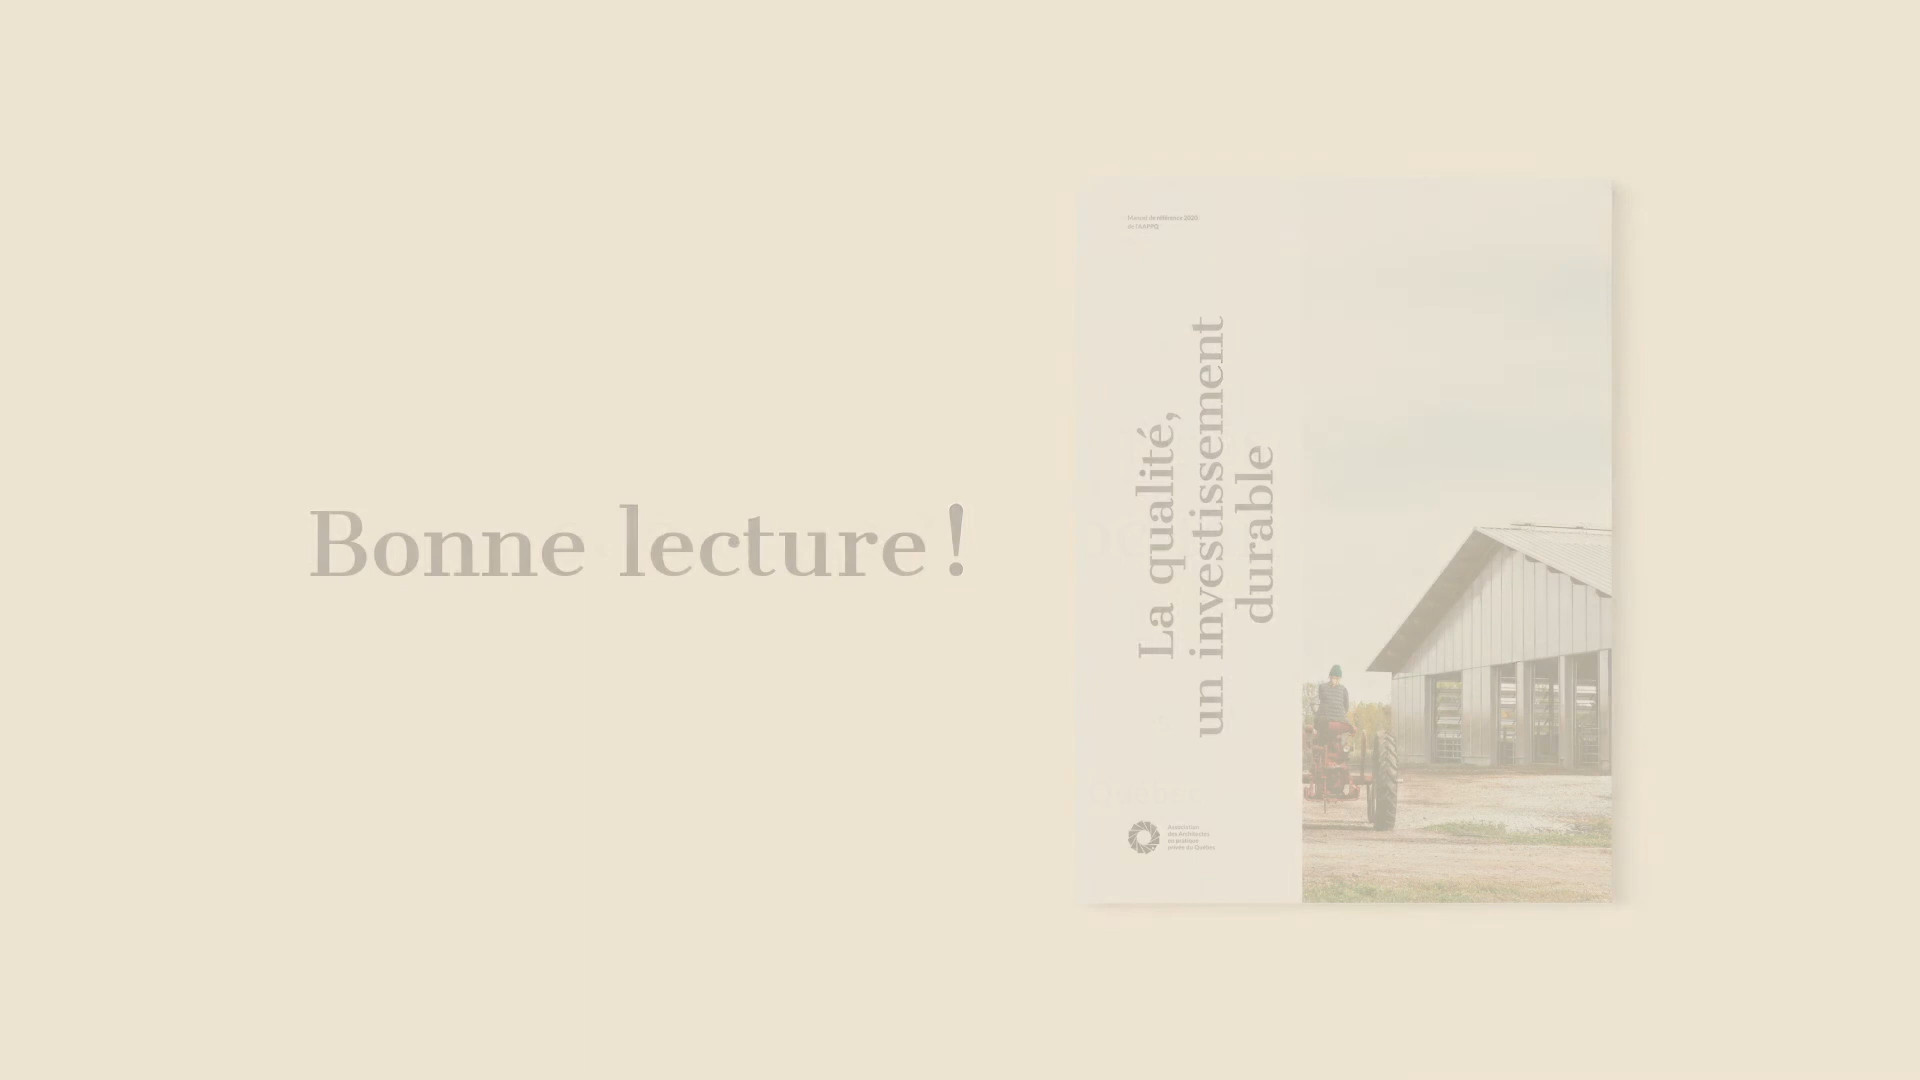 Bonne lecture !
Manuel de référence 2020
de l'AAPPQ
La qualité,
un investissement
durable
Association
des Architectes
en pratique
privée du Québec